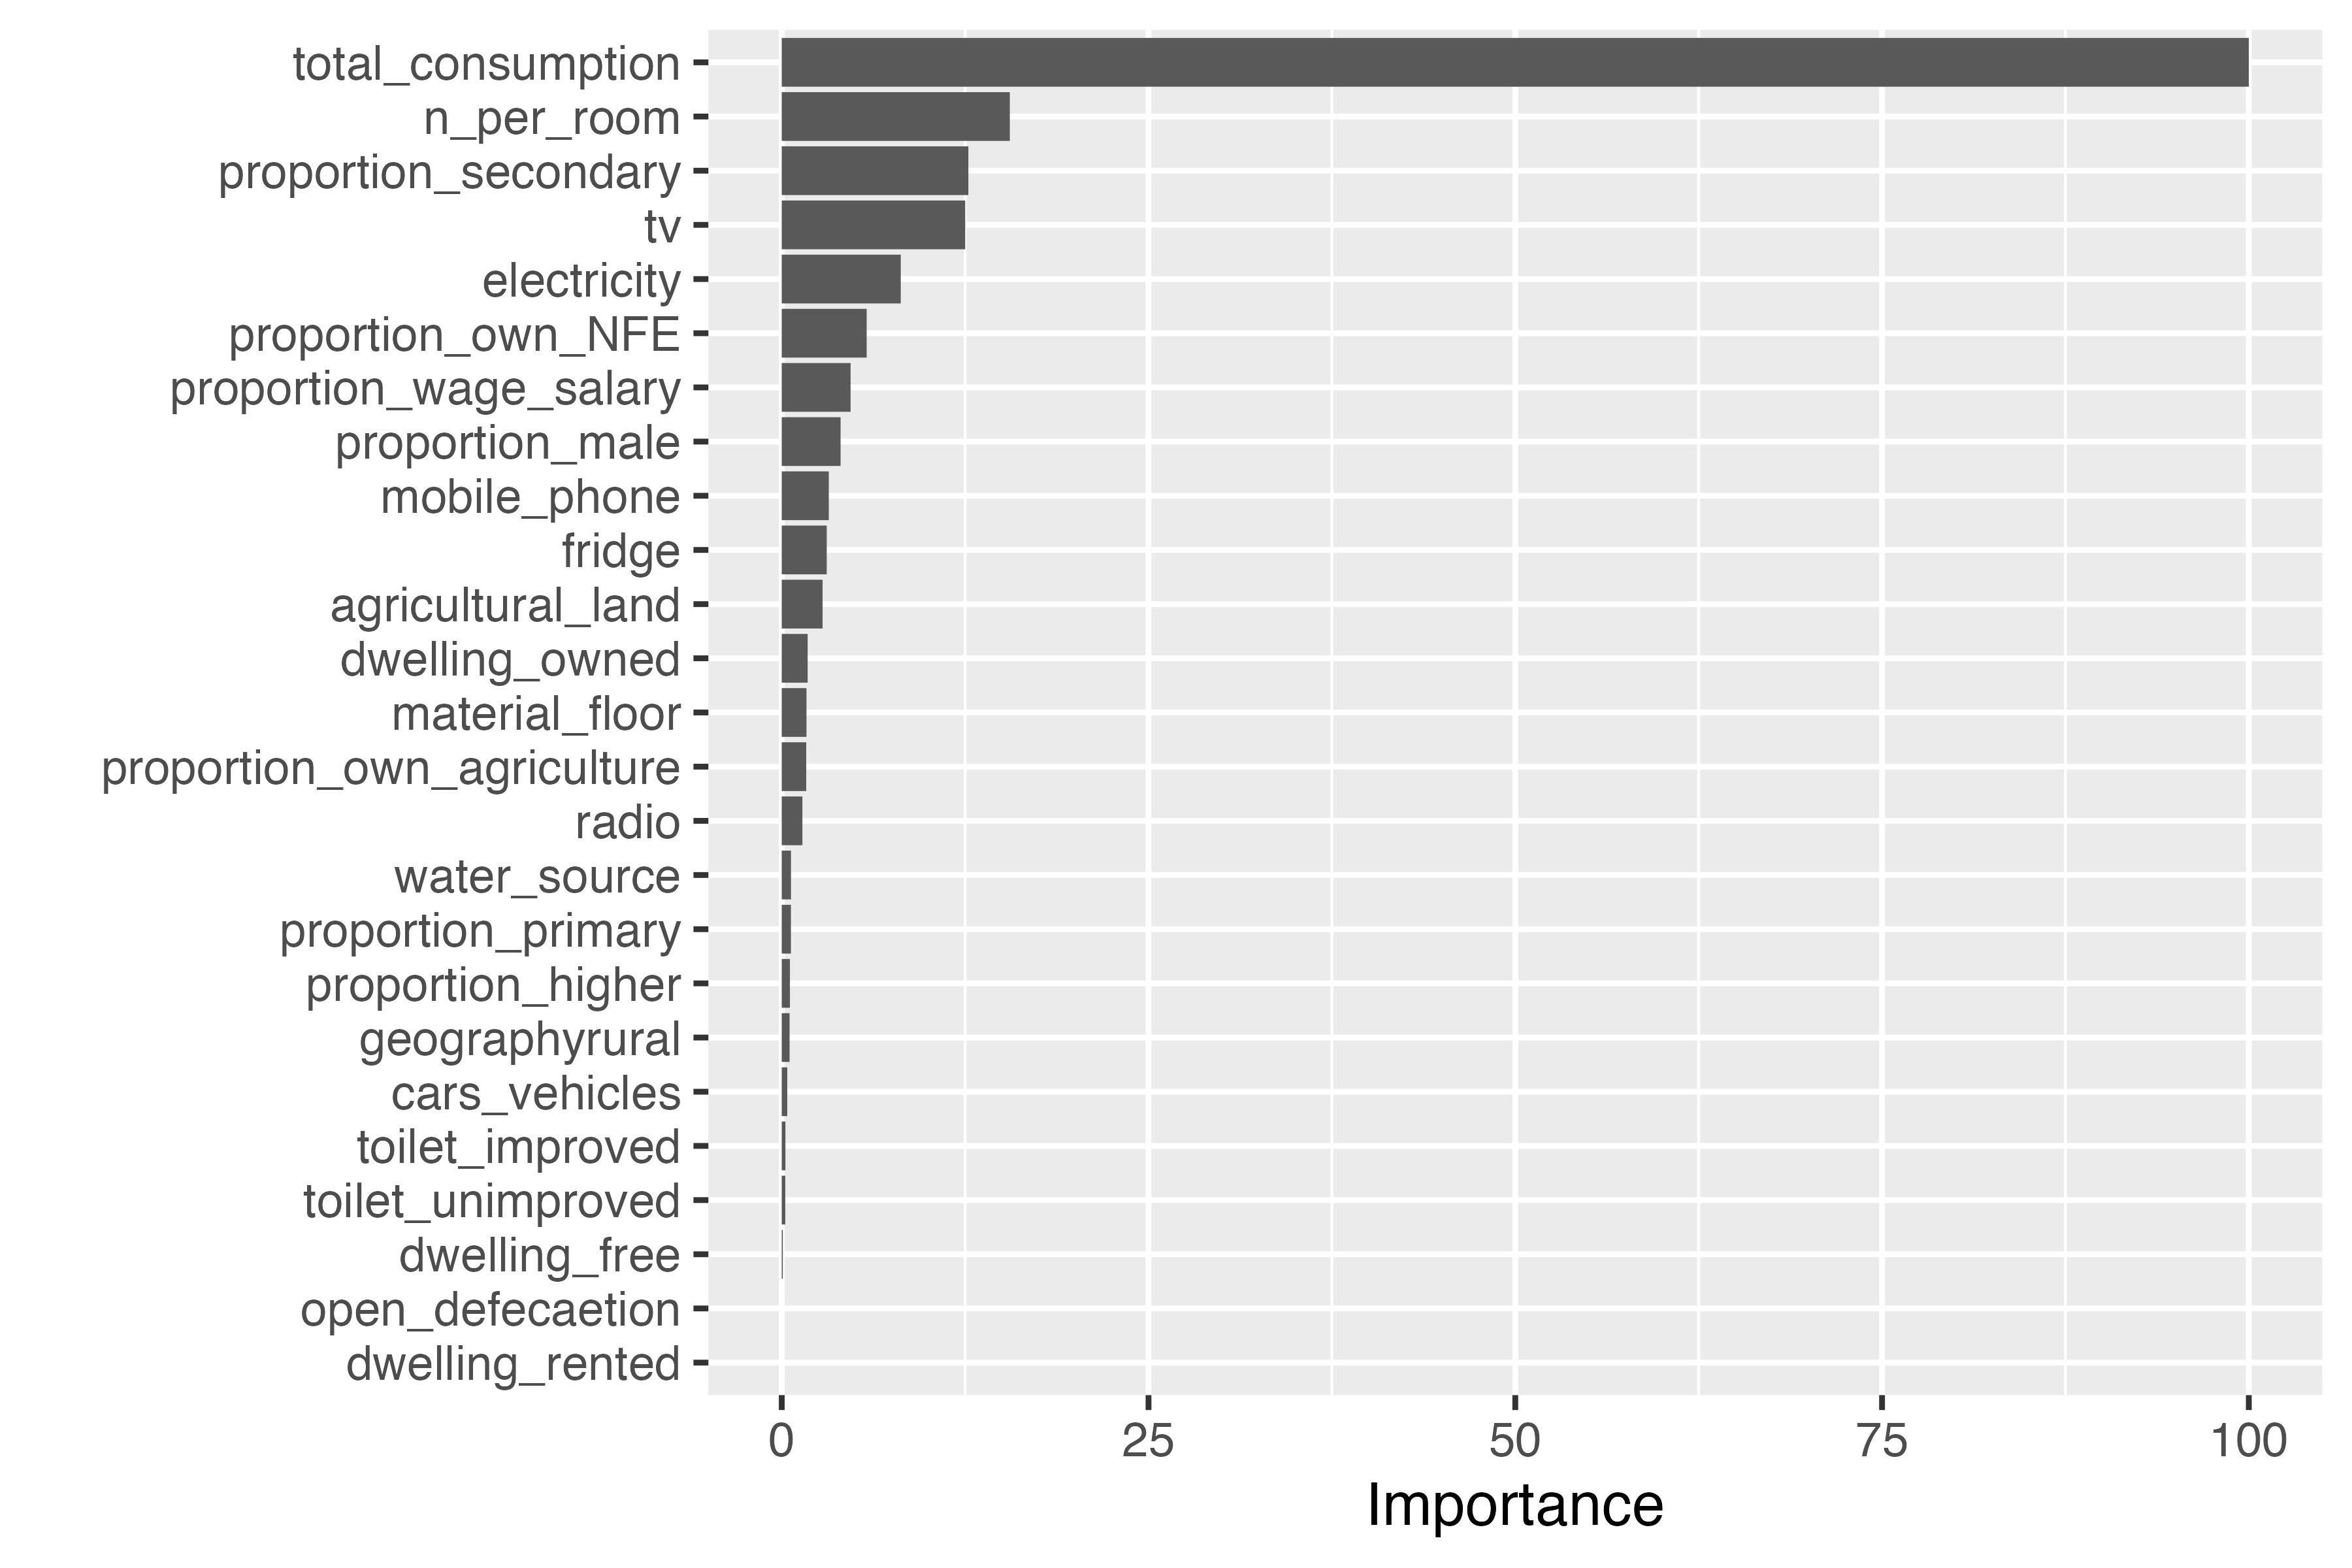 total_consumption
n_per_room
proportion_secondary
tv
electricity
proportion_own_NFE
proportion_wage_salary
proportion_male
mobile_phone
fridge
agricultural_land
dwelling_owned
material_floor
proportion_own_agriculture
radio
water_source
proportion_primary
proportion_higher
geographyrural
cars_vehicles
toilet_improved
toilet_unimproved
dwelling_free
open_defecaetion
dwelling_rented
0 25 50 75 100
Importance